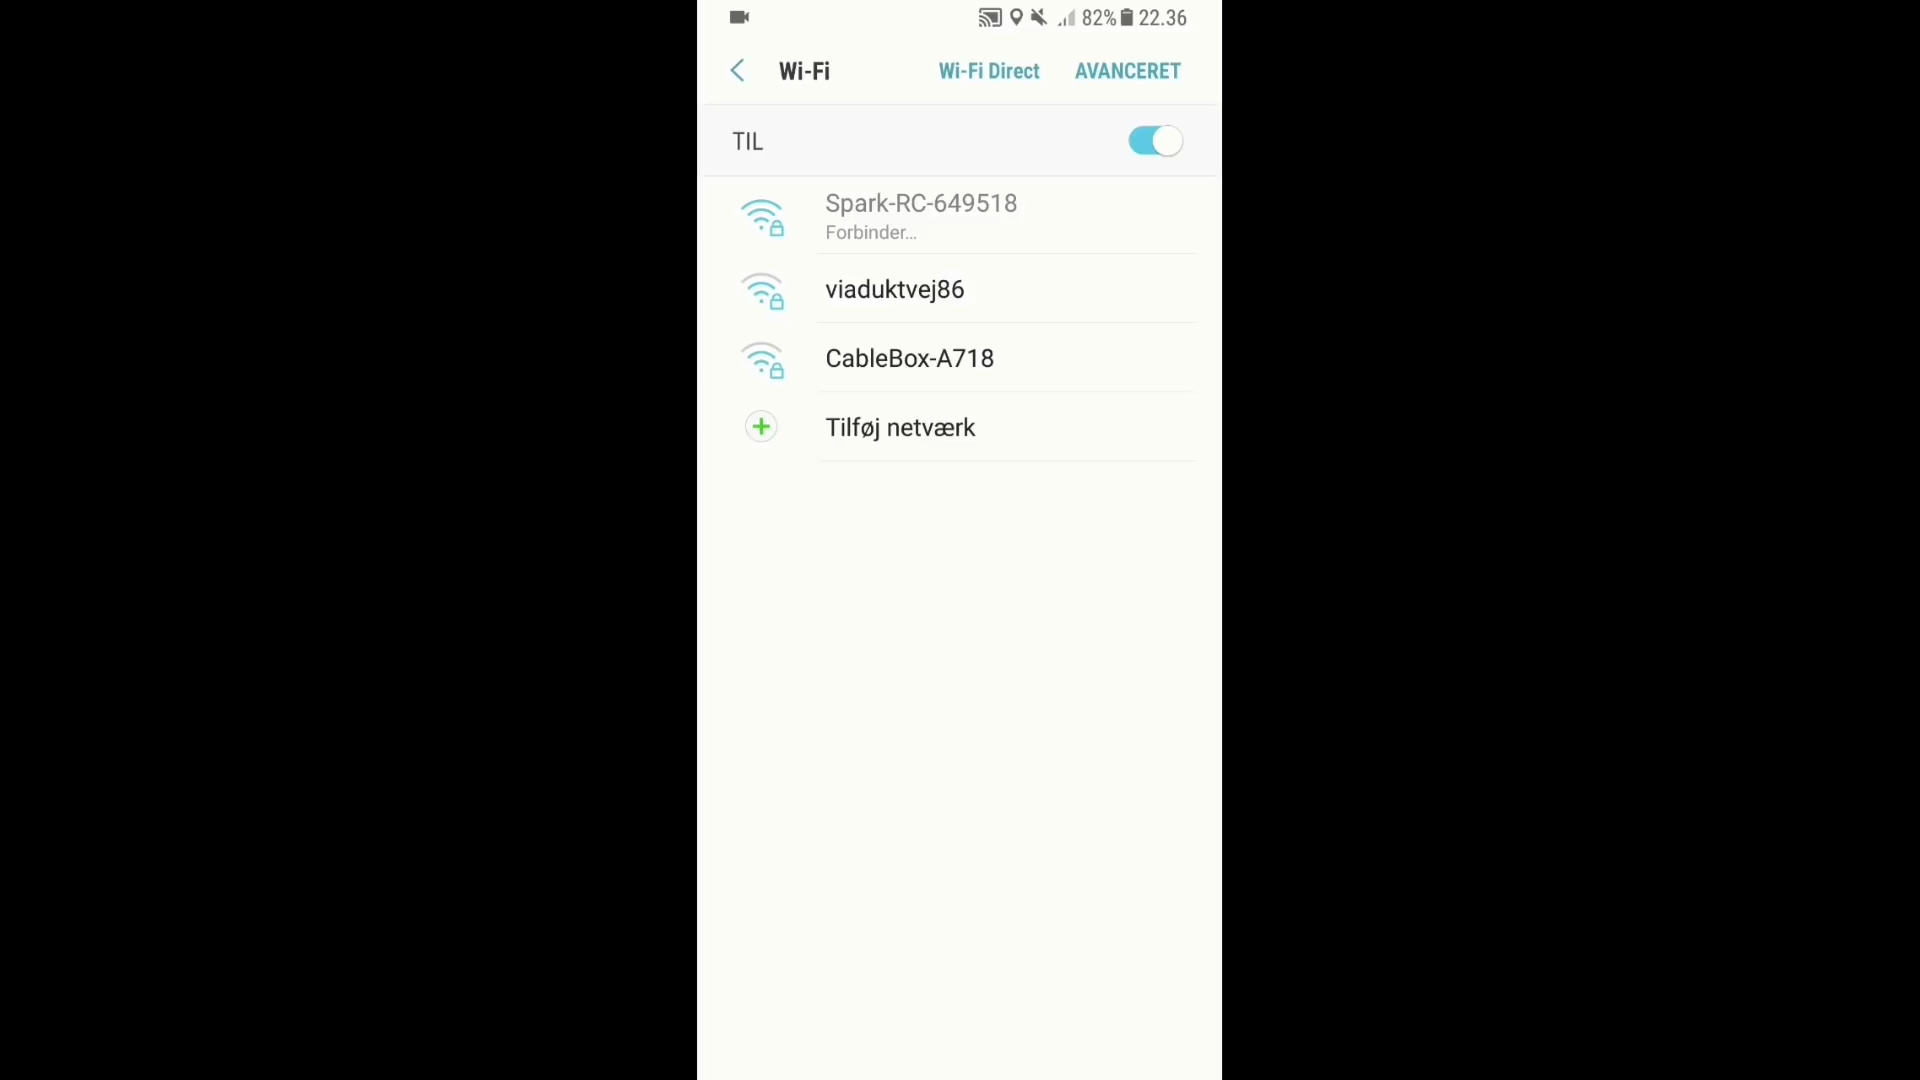 82% 22.36
Wi-Fi Wi-Fi Direct AVANCERET
TIL
Spark-RC-649518
Forbinder...
viaduktvej86
CableBox-A718
Tilføj netværk